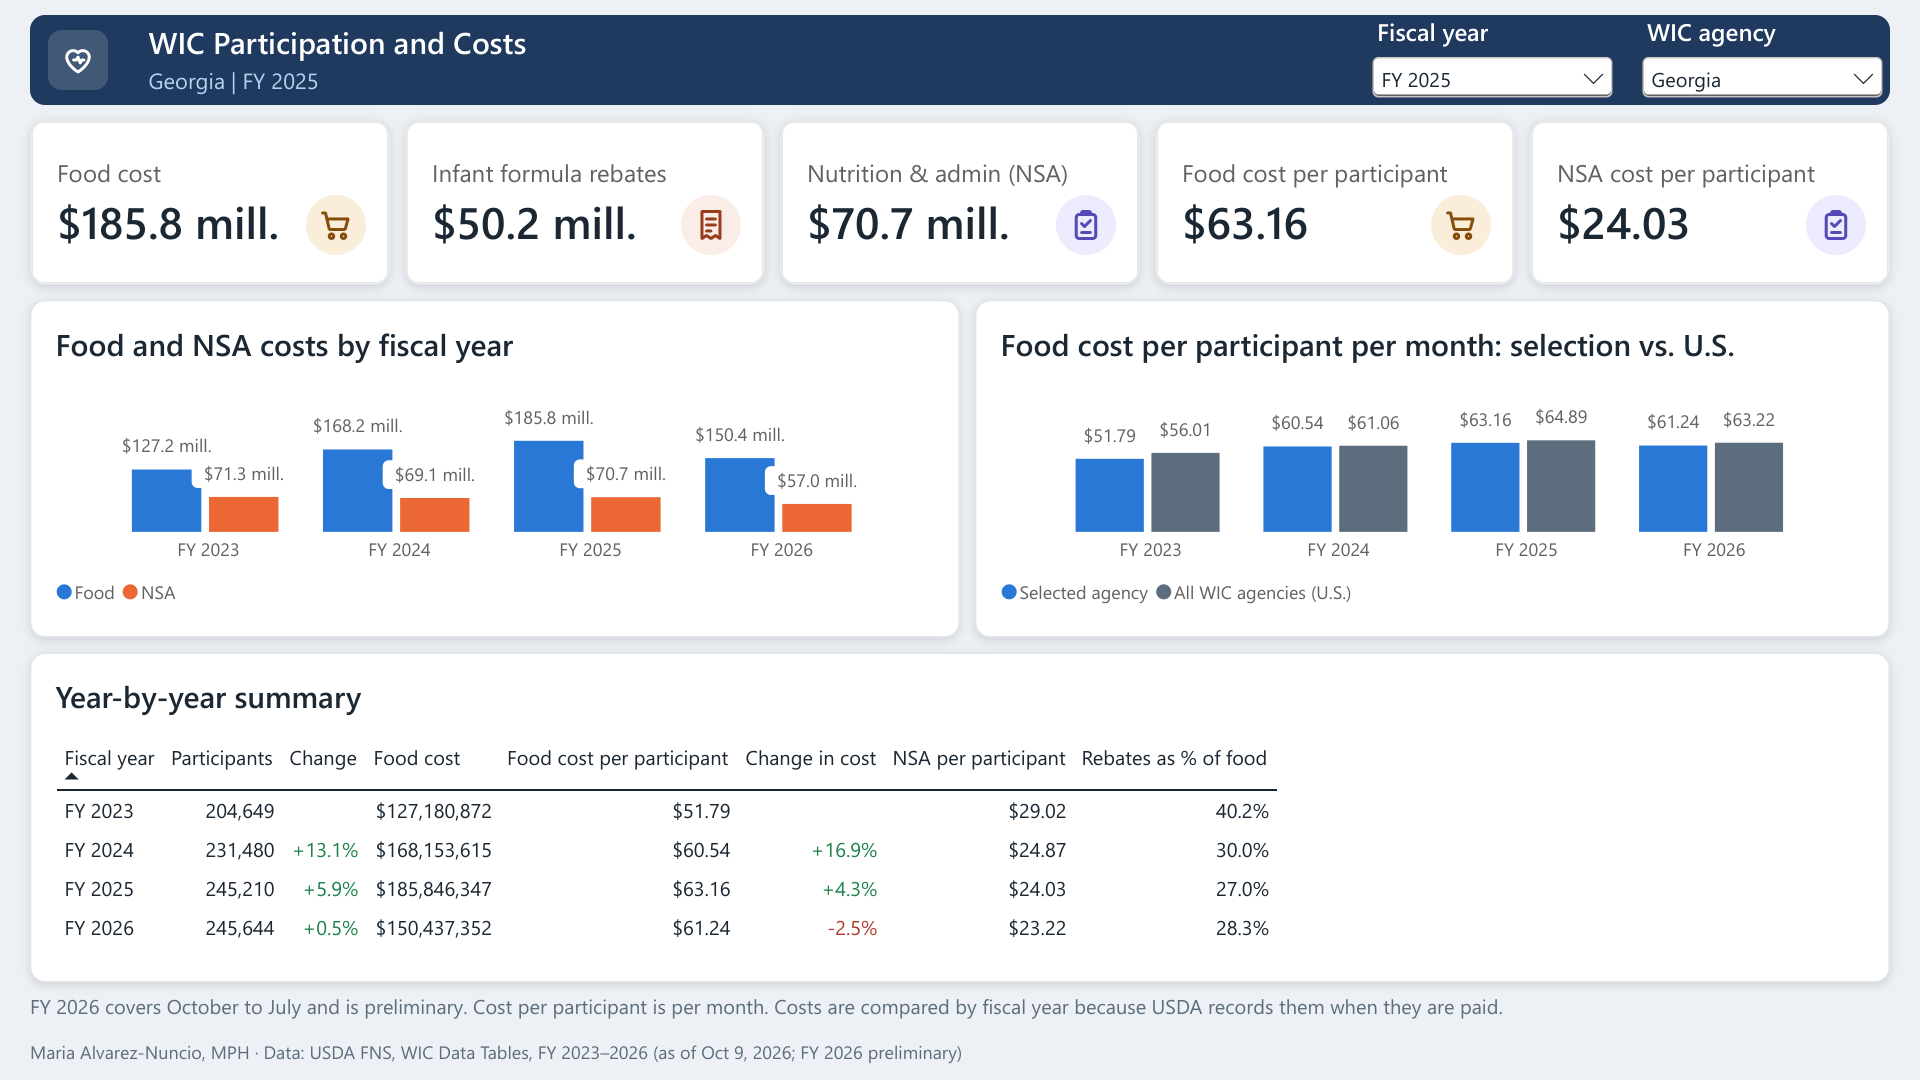 WIC Participation and Costs
Georgia | FY 2025
Fiscal year
FY 2025
WIC agency
Georgia
Food cost
$185.8 mill.
Infant formula rebates
$50.2 mill.
Nutrition & admin (NSA)
$70.7 mill.
Food cost per participant
$63.16
NSA cost per participant
$24.03
Food and NSA costs by fiscal year
$127.2 mill. $71.3 mill. $168.2 mill. $69.1 mill. $185.8 mill. $70.7 mill. $150.4 mill. $57.0 mill.
FY 2023 FY 2024 FY 2025 FY 2026
Food NSA
Food cost per participant per month: selection vs. U.S.
$51.79 $56.01 $60.54 $61.06 $63.16 $64.89 $61.24 $63.22
FY 2023 FY 2024 FY 2025 FY 2026
Selected agency All WIC agencies (U.S.)
Year-by-year summary
Fiscal year Participants Change Food cost Food cost per participant Change in cost NSA per participant Rebates as % of food
FY 2023 204,649 $127,180,872 $51.79 $29.02 40.2%
FY 2024 231,480 +13.1% $168,153,615 $60.54 +16.9% $24.87 30.0%
FY 2025 245,210 +5.9% $185,846,347 $63.16 +4.3% $24.03 27.0%
FY 2026 245,644 +0.5% $150,437,352 $61.24 -2.5% $23.22 28.3%
FY 2026 covers October to July and is preliminary. Cost per participant is per month. Costs are compared by fiscal year because USDA records them when they are paid.
Maria Alvarez-Nuncio, MPH · Data: USDA FNS, WIC Data Tables, FY 2023–2026 (as of Oct 9, 2026; FY 2026 preliminary)